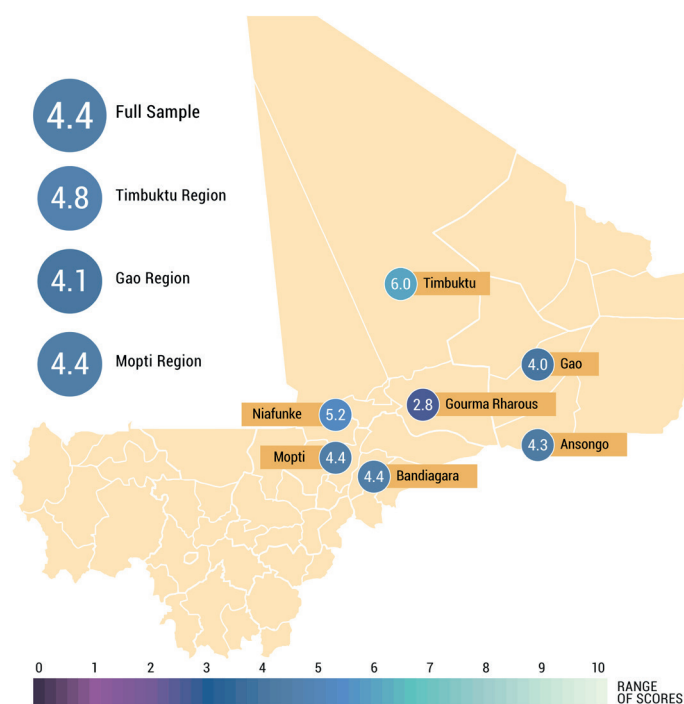 4.4 Full Sample
4.8 Timbuktu Region
4.1 Gao Region
4.4 Mopti Region
6.0 Timbuktu
4.0 Gao
2.8 Gourma Rharous
Niafunke 5.2
4.3 Ansongo
Mopti 4.4
4.4 Bandiagara
0 1 2 3 4 5 6 7 8 9 10
RANGE
OF SCORES